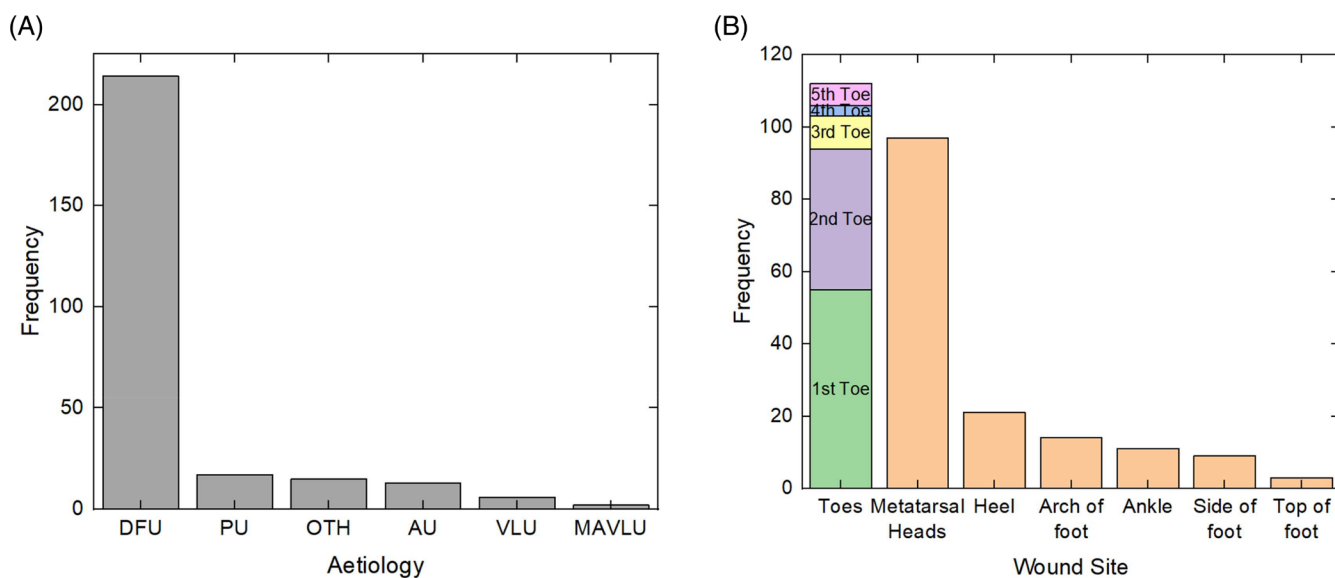 (A)
200
150
100
50
0
Frequency
DFU PU OTH AU VLU MAVLU
Aetiology
(B)
120
100
80
60
40
20
0
Frequency
5th Toe
4th Toe
3rd Toe
2nd Toe
1st Toe
Toes Metatarsal Heel Arch of Ankle Side of Top of
Heads foot foot foot
Wound Site